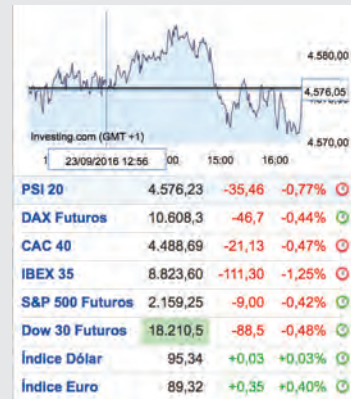 4.580,00
4.576,05
4.570,00
Investing.com (GMT +1)
23/09/2016 12:56
15:00 16:00
PSI 20 4.576,23 -35,46 -0,77%
DAX Futuros 10.608,3 -46,7 -0,44%
CAC 40 4.488,69 -21,13 -0,47%
IBEX 35 8.823,60 -111,30 -1,25%
S&P 500 Futuros 2.159,25 -9,00 -0,42%
Dow 30 Futuros 18.210,5 -88,5 -0,48%
Índice Dólar 95,34 +0,03 +0,03%
Índice Euro 89,32 +0,35 +0,40%